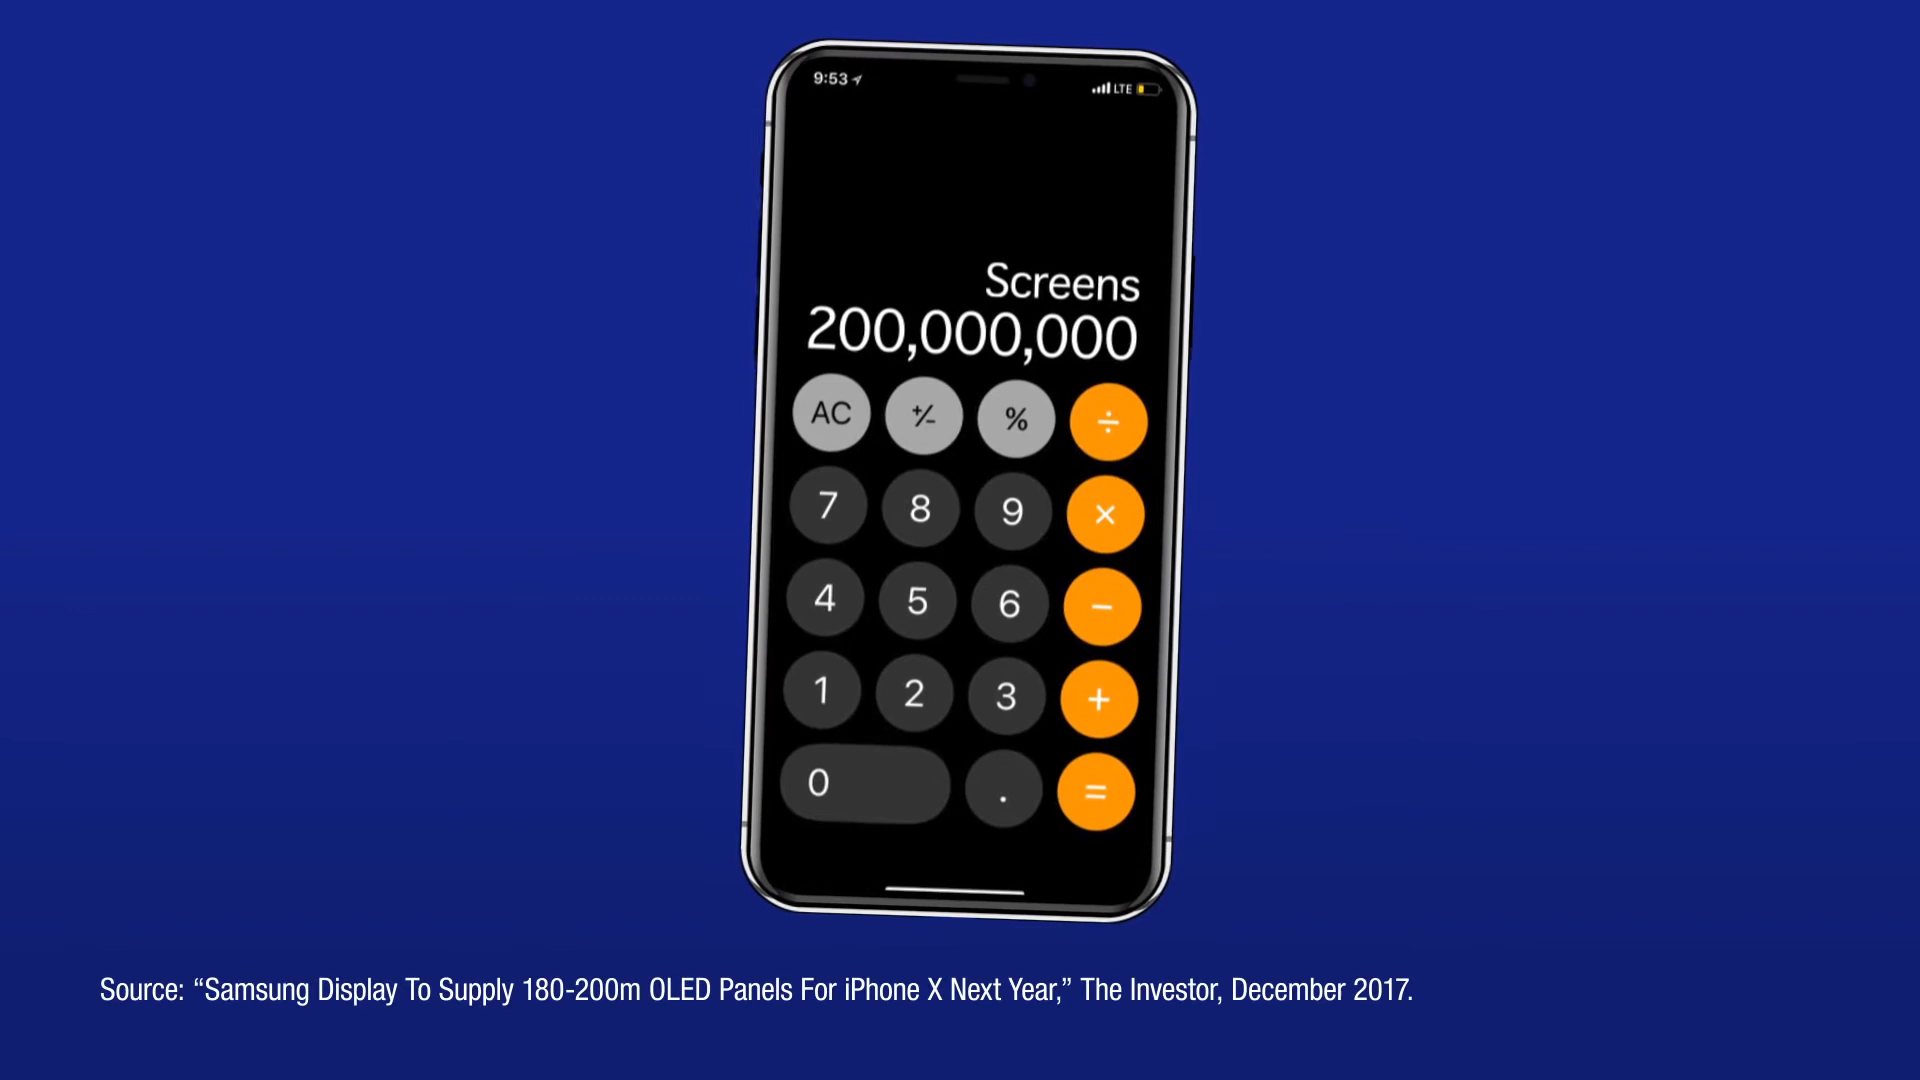 9:53
LTE
Screens
200,000,000
AC +/- % ÷
7 8 9 ×
4 5 6 −
1 2 3 +
0 . =
Source: “Samsung Display To Supply 180-200m OLED Panels For iPhone X Next Year,” The Investor, December 2017.